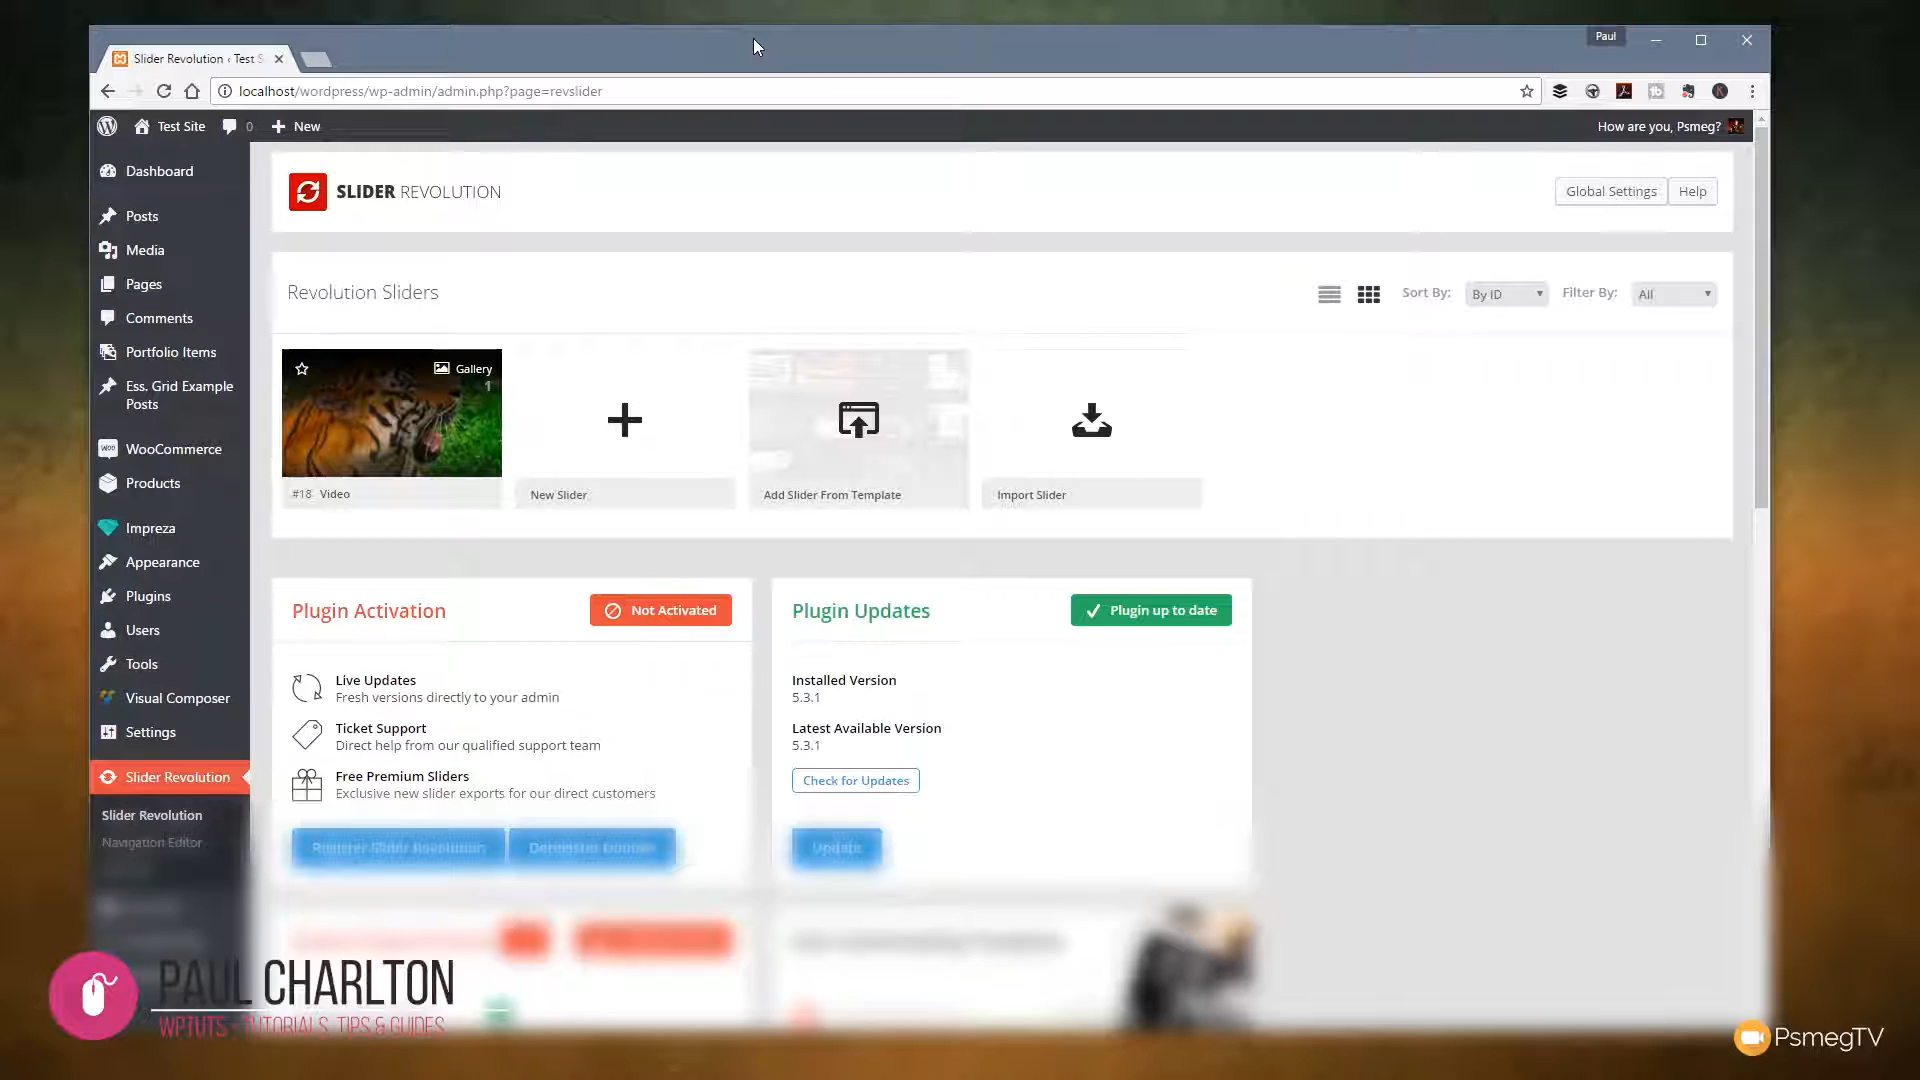 Paul
Slider Revolution ‹ Test S
localhost/wordpress/wp-admin/admin.php?page=revslider
Test Site 0 New
How are you, Psmeg?
Dashboard
Posts
Media
Pages
Comments
Portfolio Items
Ess. Grid Example
Posts
WooCommerce
Products
Impreza
Appearance
Plugins
Users
Tools
Visual Composer
Settings
Slider Revolution
Slider Revolution
Navigation Editor
SLIDER REVOLUTION
Global Settings
Help
Revolution Sliders
Sort By: By ID
Filter By: All
Gallery
1
#18 Video
New Slider
Add Slider From Template
Import Slider
Plugin Activation
Not Activated
Live Updates
Fresh versions directly to your admin
Ticket Support
Direct help from our qualified support team
Free Premium Sliders
Exclusive new slider exports for our direct customers
Register Slider Revolution
Deregister Domain
Plugin Updates
Plugin up to date
Installed Version
5.3.1
Latest Available Version
5.3.1
Check for Updates
Update
PAUL CHARLTON
WPTUTS - TUTORIALS, TIPS & GUIDES
PsmegTV